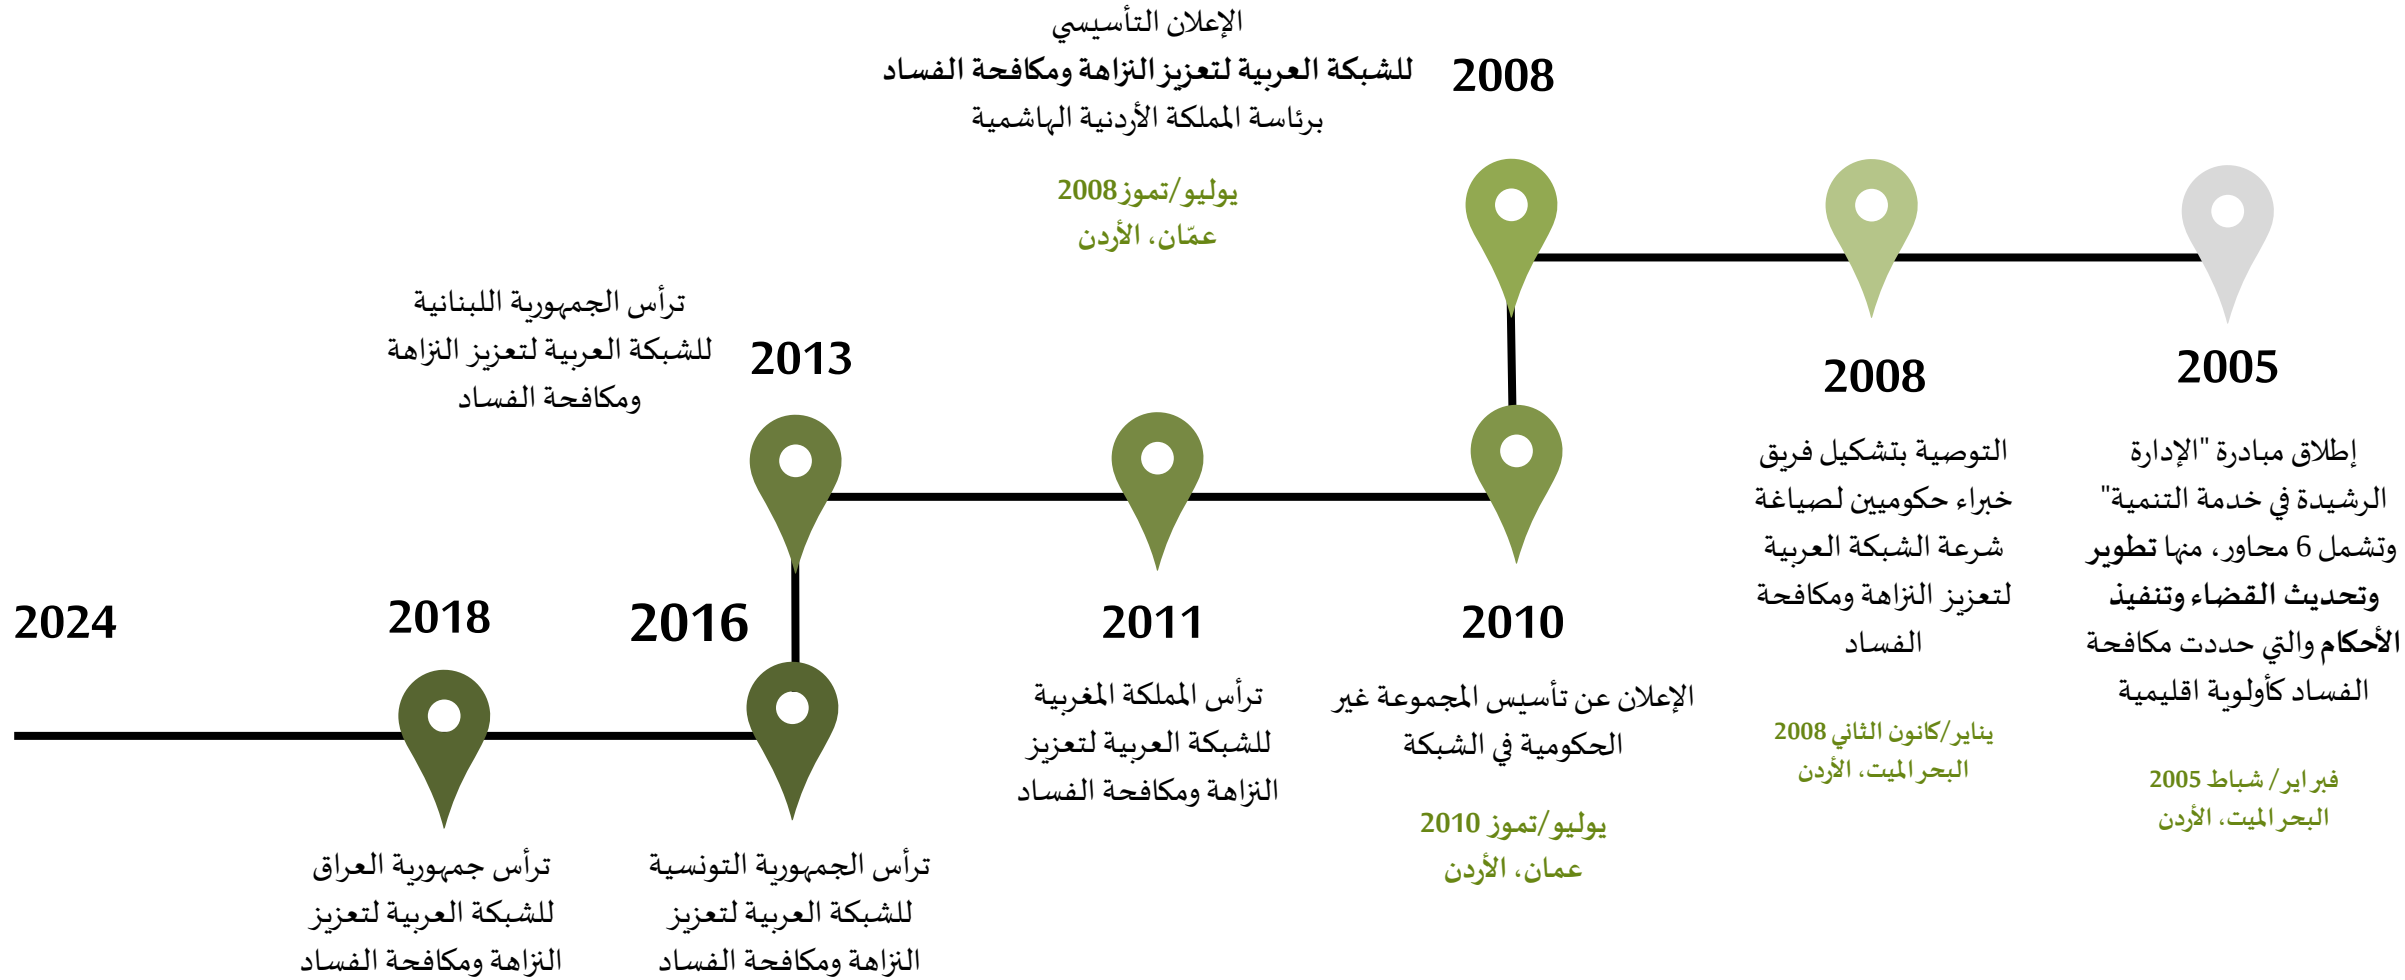 2005
إطلاق مبادرة "الإدارة
الرشيدة في خدمة التنمية"
وتشمل 6 محاور، منها تطوير
وتحديث القضاء وتنفيذ
الأحكام والتي حددت مكافحة
الفساد كأولوية اقليمية
فبراير/ شباط 2005
البحر الميت، الأردن
2008
التوصية بتشكيل فريق
خبراء حكوميين لصياغة
شرعة الشبكة العربية
لتعزيز النزاهة ومكافحة
الفساد
يناير/كانون الثاني 2008
البحر الميت، الأردن
2008
الإعلان التأسيسي
للشبكة العربية لتعزيز النزاهة ومكافحة الفساد
برئاسة المملكة الأردنية الهاشمية
يوليو/تموز2008
عمّان، الأردن
2010
الإعلان عن تأسيس المجموعة غير
الحكومية في الشبكة
يوليو/تموز 2010
عمان، الأردن
2011
ترأس المملكة المغربية
للشبكة العربية لتعزيز
النزاهة ومكافحة الفساد
2013
ترأس الجمهورية اللبنانية
للشبكة العربية لتعزيز النزاهة
ومكافحة الفساد
2016
ترأس الجمهورية التونسية
للشبكة العربية لتعزيز
النزاهة ومكافحة الفساد
2018
ترأس جمهورية العراق
للشبكة العربية لتعزيز
النزاهة ومكافحة الفساد
2024